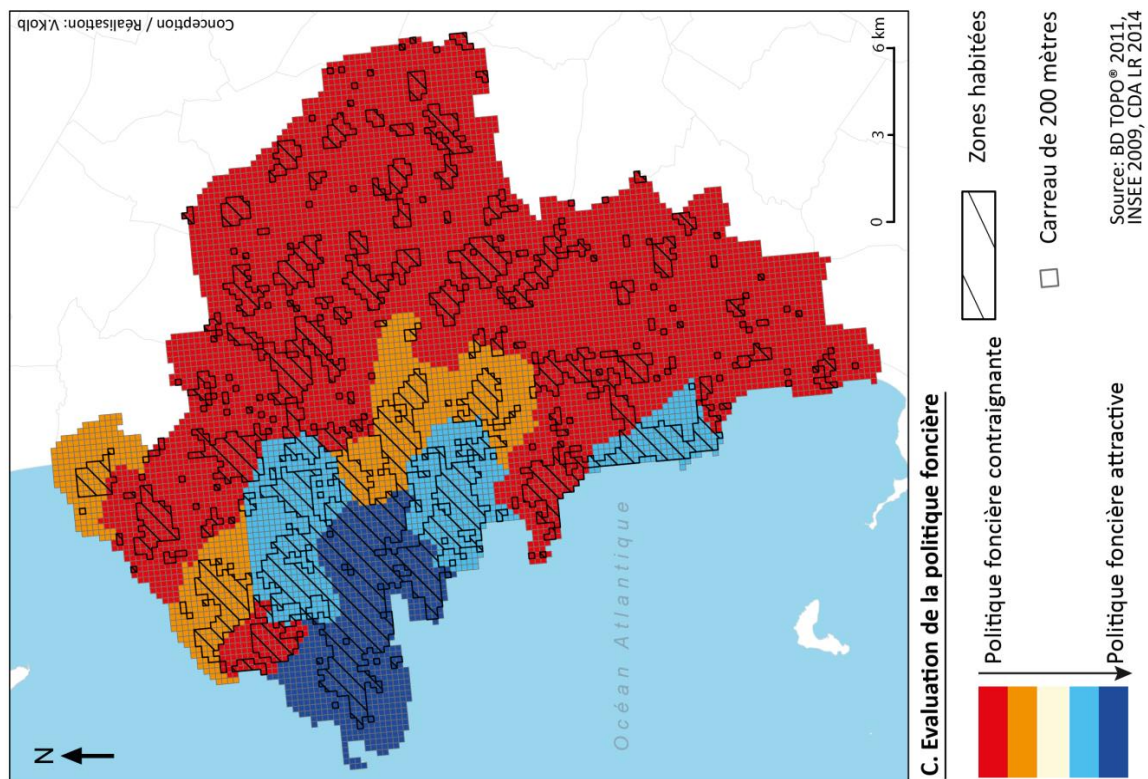 Conception / Réalisation: V.Kolb
N
Océan Atlantique
0
3
6 km
C. Evaluation de la politique foncière
Politique foncière contraignante
Politique foncière attractive
Zones habitées
Carreau de 200 mètres
Source: BD TOPO® 2011,
INSEE 2009, CDA LR 2014